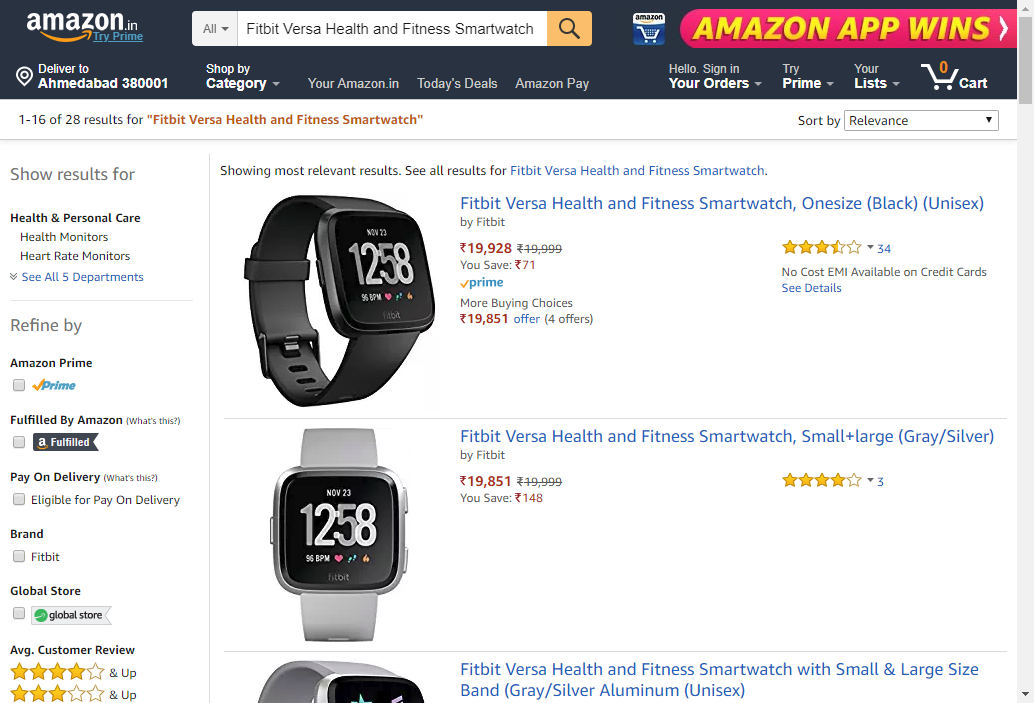 amazon.in
Try Prime
All
Fitbit Versa Health and Fitness Smartwatch
amazon
AMAZON APP WINS
Deliver to
Ahmedabad 380001
Shop by
Category
Your Amazon.in
Today's Deals
Amazon Pay
Hello. Sign in
Your Orders
Try
Prime
Your
Lists
0
Cart
1-16 of 28 results for "Fitbit Versa Health and Fitness Smartwatch"
Sort by
Relevance
Show results for
Health & Personal Care
Health Monitors
Heart Rate Monitors
See All 5 Departments
Refine by
Amazon Prime
Prime
Fulfilled By Amazon (What's this?)
a Fulfilled
Pay On Delivery (What's this?)
Eligible for Pay On Delivery
Brand
Fitbit
Global Store
global store
Avg. Customer Review
& Up
& Up
Showing most relevant results. See all results for Fitbit Versa Health and Fitness Smartwatch.
NOV 23
12:58
96 BPM
fitbit
Fitbit Versa Health and Fitness Smartwatch, Onesize (Black) (Unisex)
by Fitbit
₹19,928 ₹19,999
You Save: ₹71
prime
More Buying Choices
₹19,851 offer (4 offers)
34
No Cost EMI Available on Credit Cards
See Details
NOV 23
12:58
96 BPM
fitbit
Fitbit Versa Health and Fitness Smartwatch, Small+large (Gray/Silver)
by Fitbit
₹19,851 ₹19,999
You Save: ₹148
3
Fitbit Versa Health and Fitness Smartwatch with Small & Large Size
Band (Gray/Silver Aluminum (Unisex)